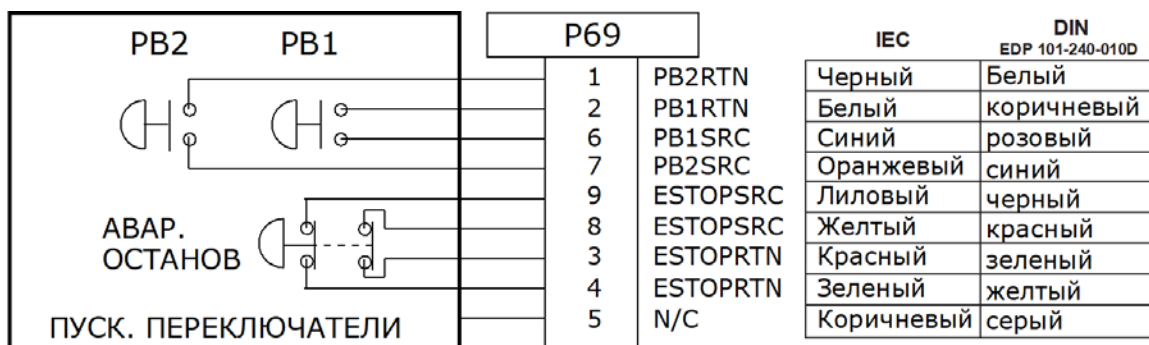 PB2 PB1 P69 IEC DIN
EDP 101-240-010D
1 PB2RTN Черный Белый
2 PB1RTN Белый коричневый
6 PB1SRC Синий розовый
7 PB2SRC Оранжевый синий
9 ESTOPSRC Лиловый черный
АВАР. 8 ESTOPSRC Желтый красный
ОСТАНОВ 3 ESTOPRTN Красный зеленый
4 ESTOPRTN Зеленый желтый
ПУСК. ПЕРЕКЛЮЧАТЕЛИ 5 N/C Коричневый серый